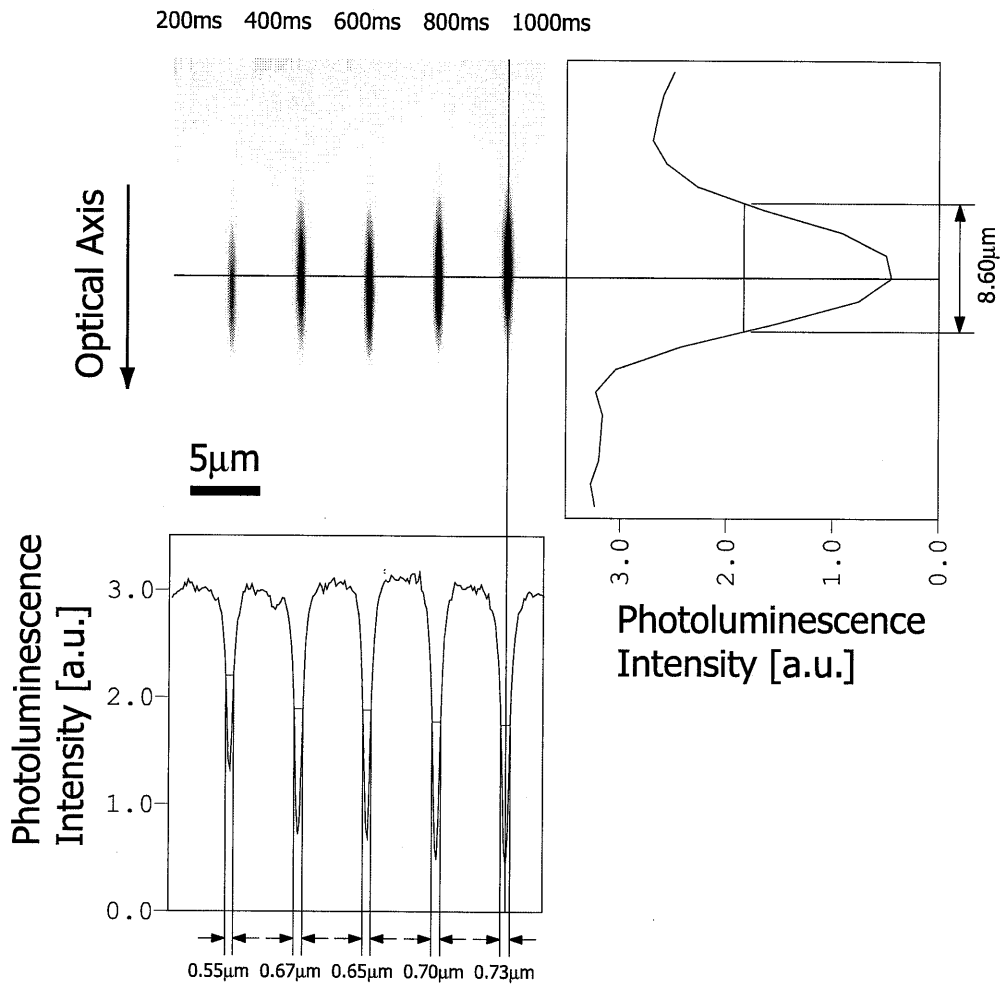 200ms 400ms 600ms 800ms 1000ms
Optical Axis
8.60μm
5μm
3.0 2.0 1.0 0.0
Photoluminescence
Intensity [a.u.]
Photoluminescence
Intensity [a.u.]
3.0
2.0
1.0
0.0
0.55μm 0.67μm 0.65μm 0.70μm 0.73μm